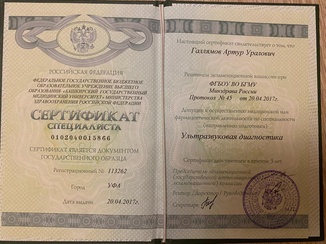 РОССИЙСКАЯ ФЕДЕРАЦИЯ
ФЕДЕРАЛЬНОЕ ГОСУДАРСТВЕННОЕ БЮДЖЕТНОЕ
ОБРАЗОВАТЕЛЬНОЕ УЧРЕЖДЕНИЕ ВЫСШЕГО
ОБРАЗОВАНИЯ «БАШКИРСКИЙ ГОСУДАРСТВЕННЫЙ
МЕДИЦИНСКИЙ УНИВЕРСИТЕТ» МИНИСТЕРСТВА
ЗДРАВООХРАНЕНИЯ РОССИЙСКОЙ ФЕДЕРАЦИИ
СЕРТИФИКАТ
СПЕЦИАЛИСТА
СЕРТИФИКАТ ЯВЛЯЕТСЯ ДОКУМЕНТОМ
ГОСУДАРСТВЕННОГО ОБРАЗЦА
Регистрационный № 113262
Город УФА
Дата выдачи 20.04.2017г.
Настоящий сертификат свидетельствует о том, что
Галлямов Артур Уралович
Решением экзаменационной комиссии при
ФГБОУ ВО БГМУ
Минздрава России
Протокол № 45 от 20.04.2017г.
Ультразвуковая диагностика